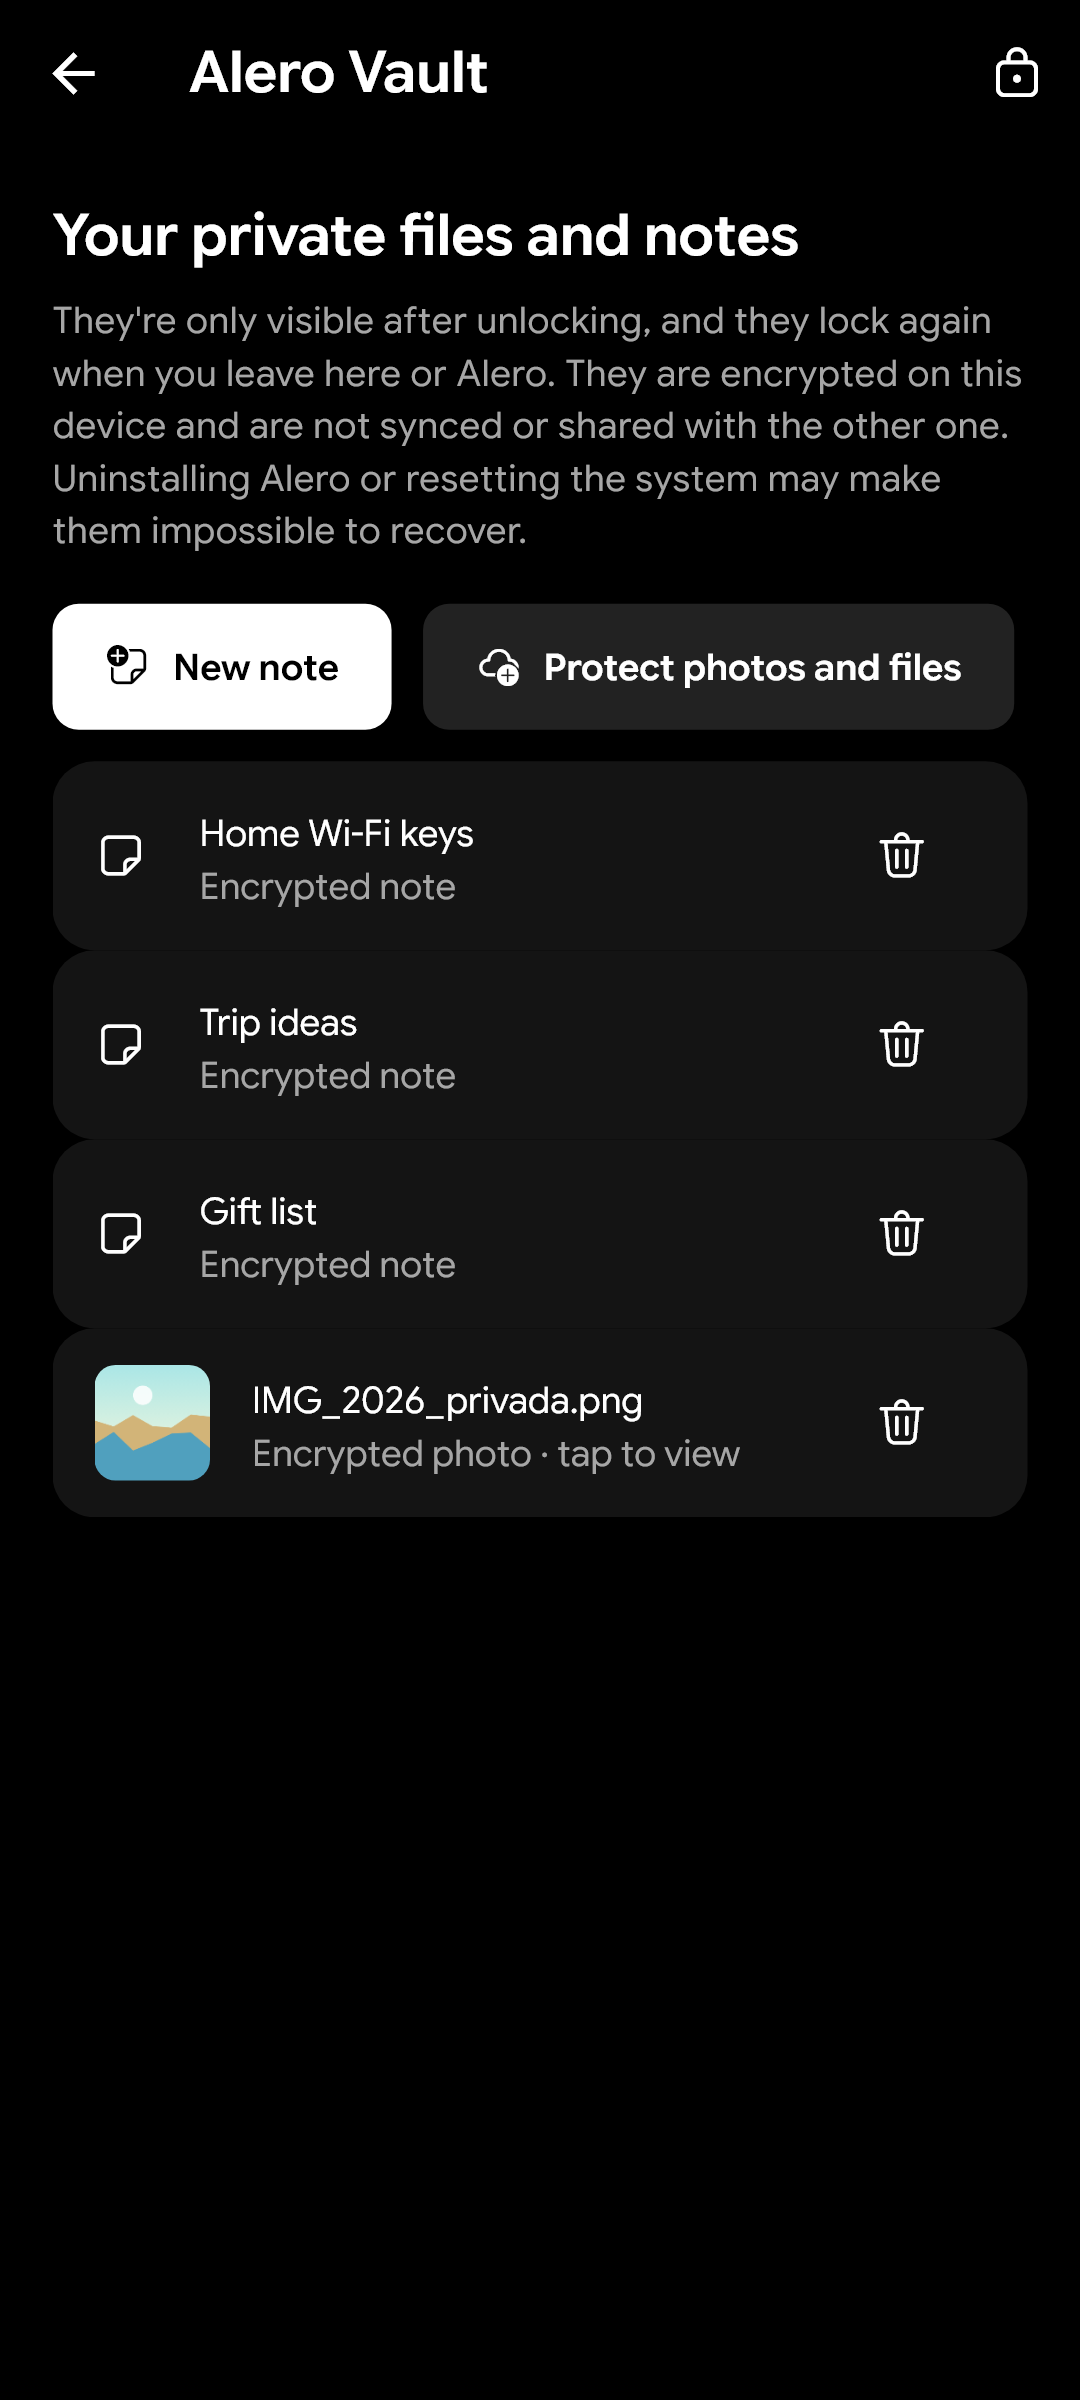 Alero Vault
Your private files and notes
They're only visible after unlocking, and they lock again
when you leave here or Alero. They are encrypted on this
device and are not synced or shared with the other one.
Uninstalling Alero or resetting the system may make
them impossible to recover.
New note
Protect photos and files
Home Wi-Fi keys
Encrypted note
Trip ideas
Encrypted note
Gift list
Encrypted note
IMG_2026_privada.png
Encrypted photo · tap to view